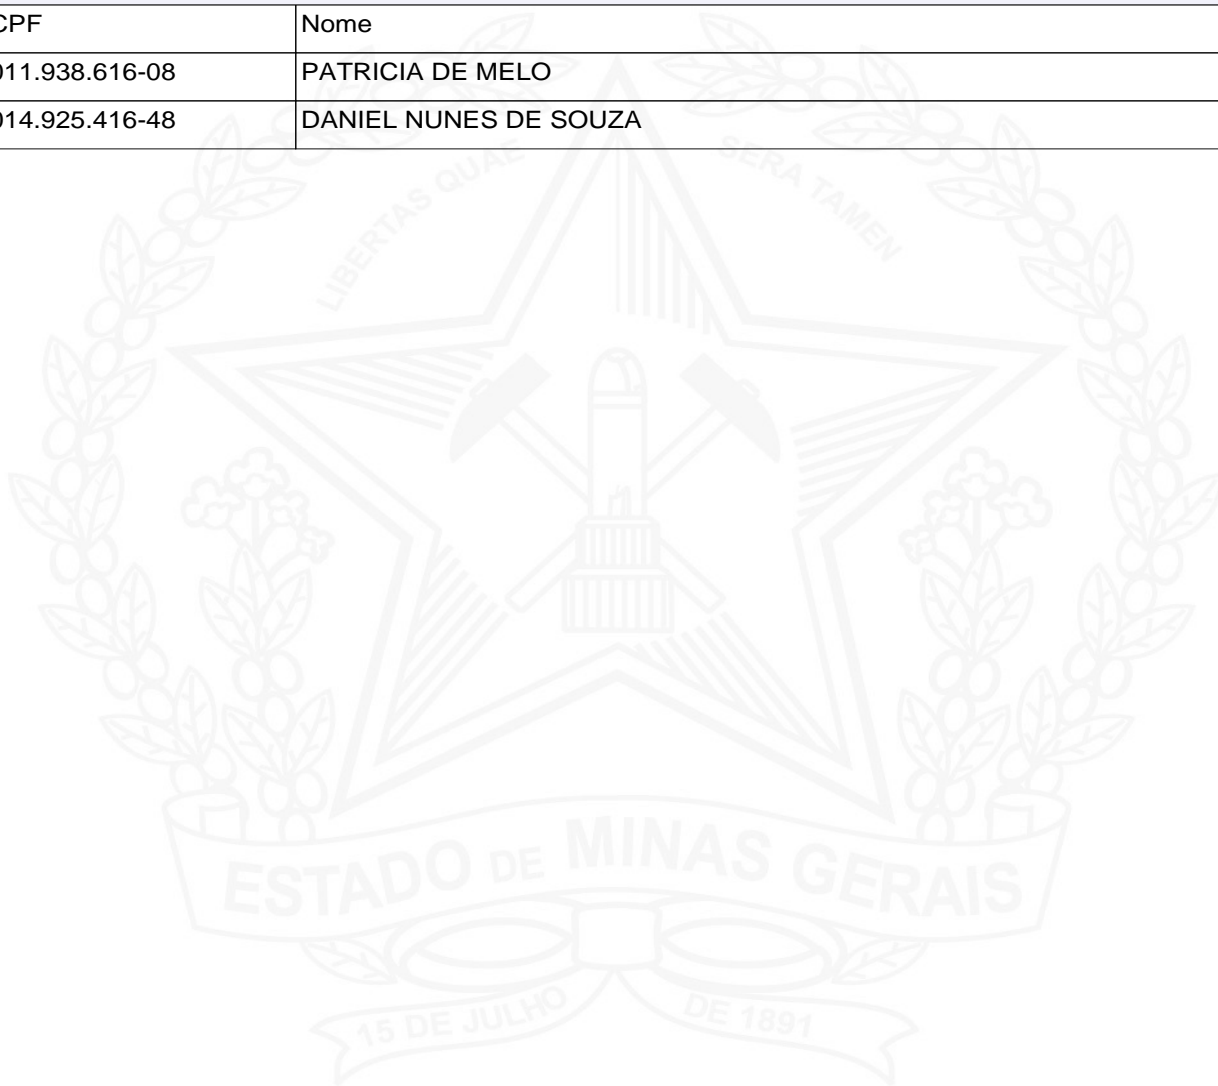 CPF Nome
011.938.616-08 PATRICIA DE MELO
014.925.416-48 DANIEL NUNES DE SOUZA
LIBERTAS QUAE SERA TAMEN
ESTADO DE MINAS GERAIS
15 DE JULHO DE 1891